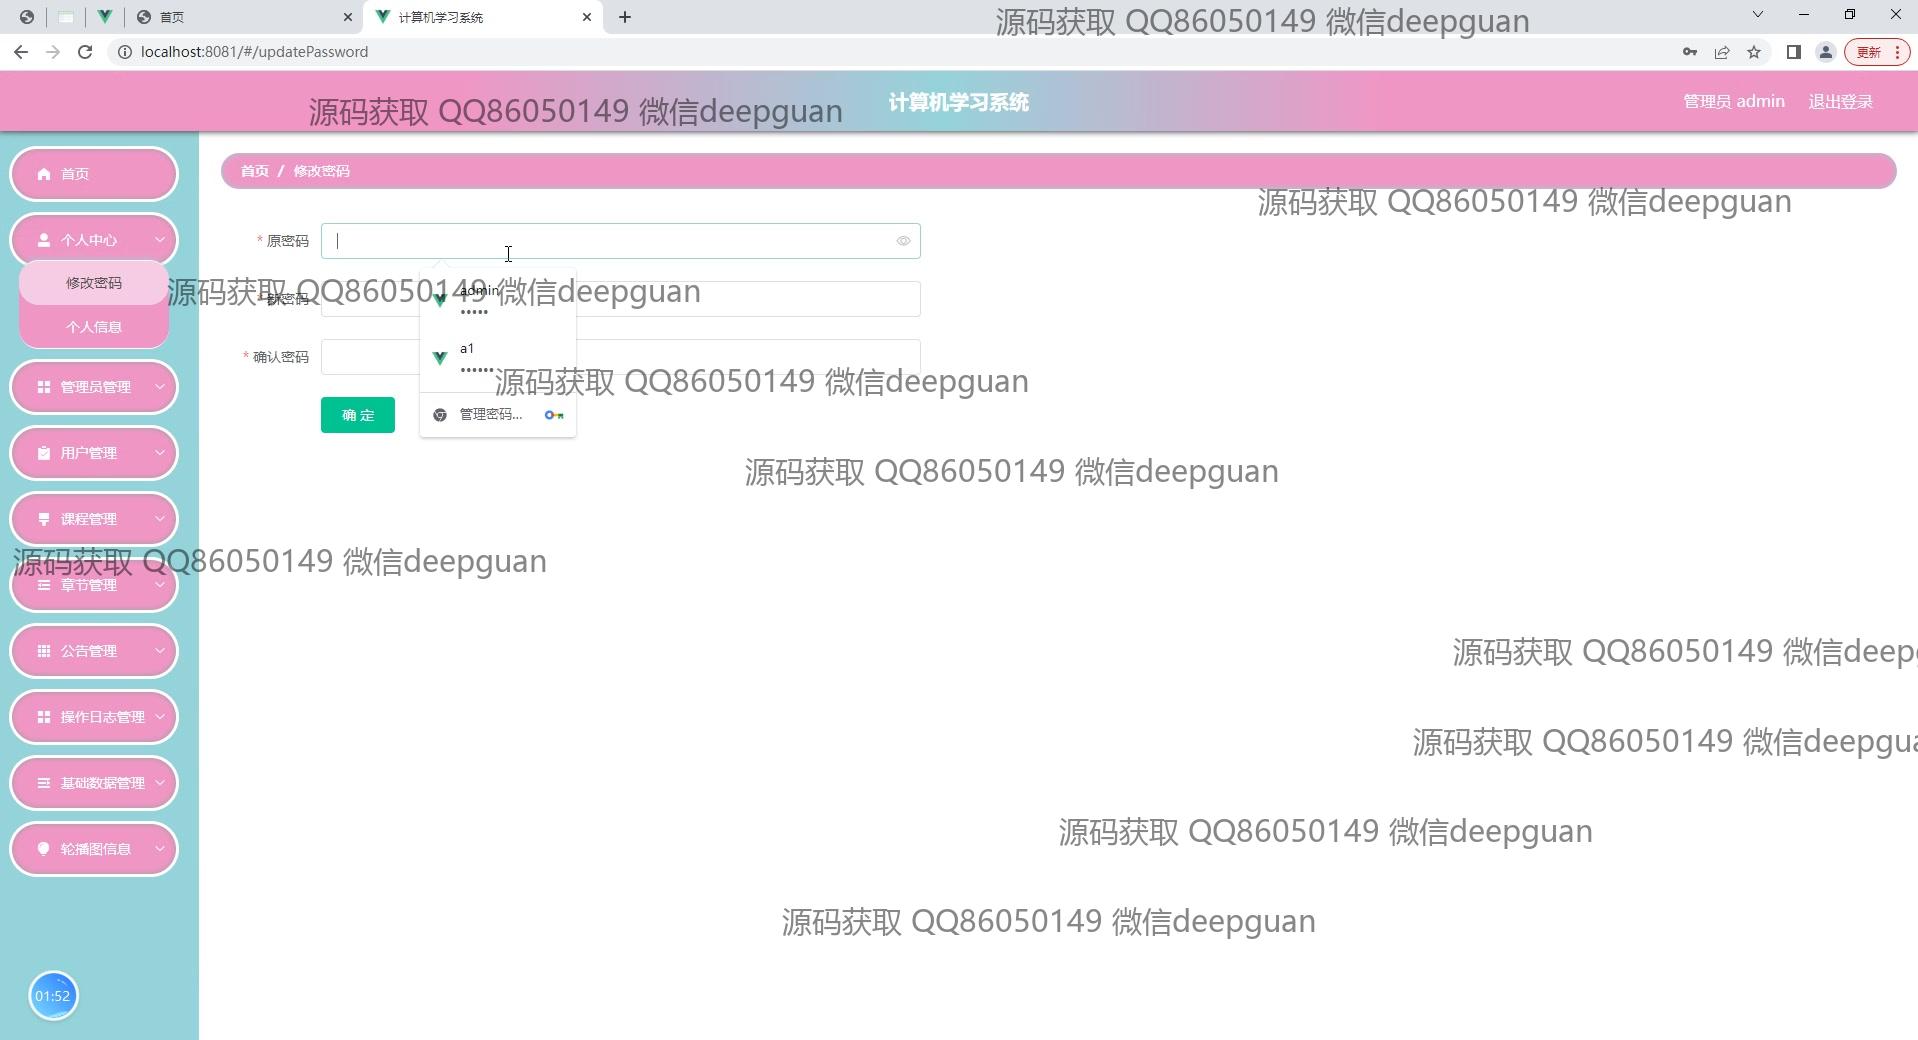 首页
计算机学习系统
源码获取 QQ86050149 微信deepguan
localhost:8081/#/updatePassword
更新
源码获取 QQ86050149 微信deepguan
计算机学习系统
管理员 admin
退出登录
首页
首页 / 修改密码
源码获取 QQ86050149 微信deepguan
个人中心
* 原密码
修改密码
源码获取 QQ86050149 微信deepguan
* 新密码
admin
•••••
个人信息
a1
••••••
* 确认密码
源码获取 QQ86050149 微信deepguan
管理员管理
确 定
管理密码...
用户管理
源码获取 QQ86050149 微信deepguan
课程管理
源码获取 QQ86050149 微信deepguan
章节管理
公告管理
源码获取 QQ86050149 微信deepg
操作日志管理
源码获取 QQ86050149 微信deepgua
基础数据管理
源码获取 QQ86050149 微信deepguan
轮播图信息
源码获取 QQ86050149 微信deepguan
01:52